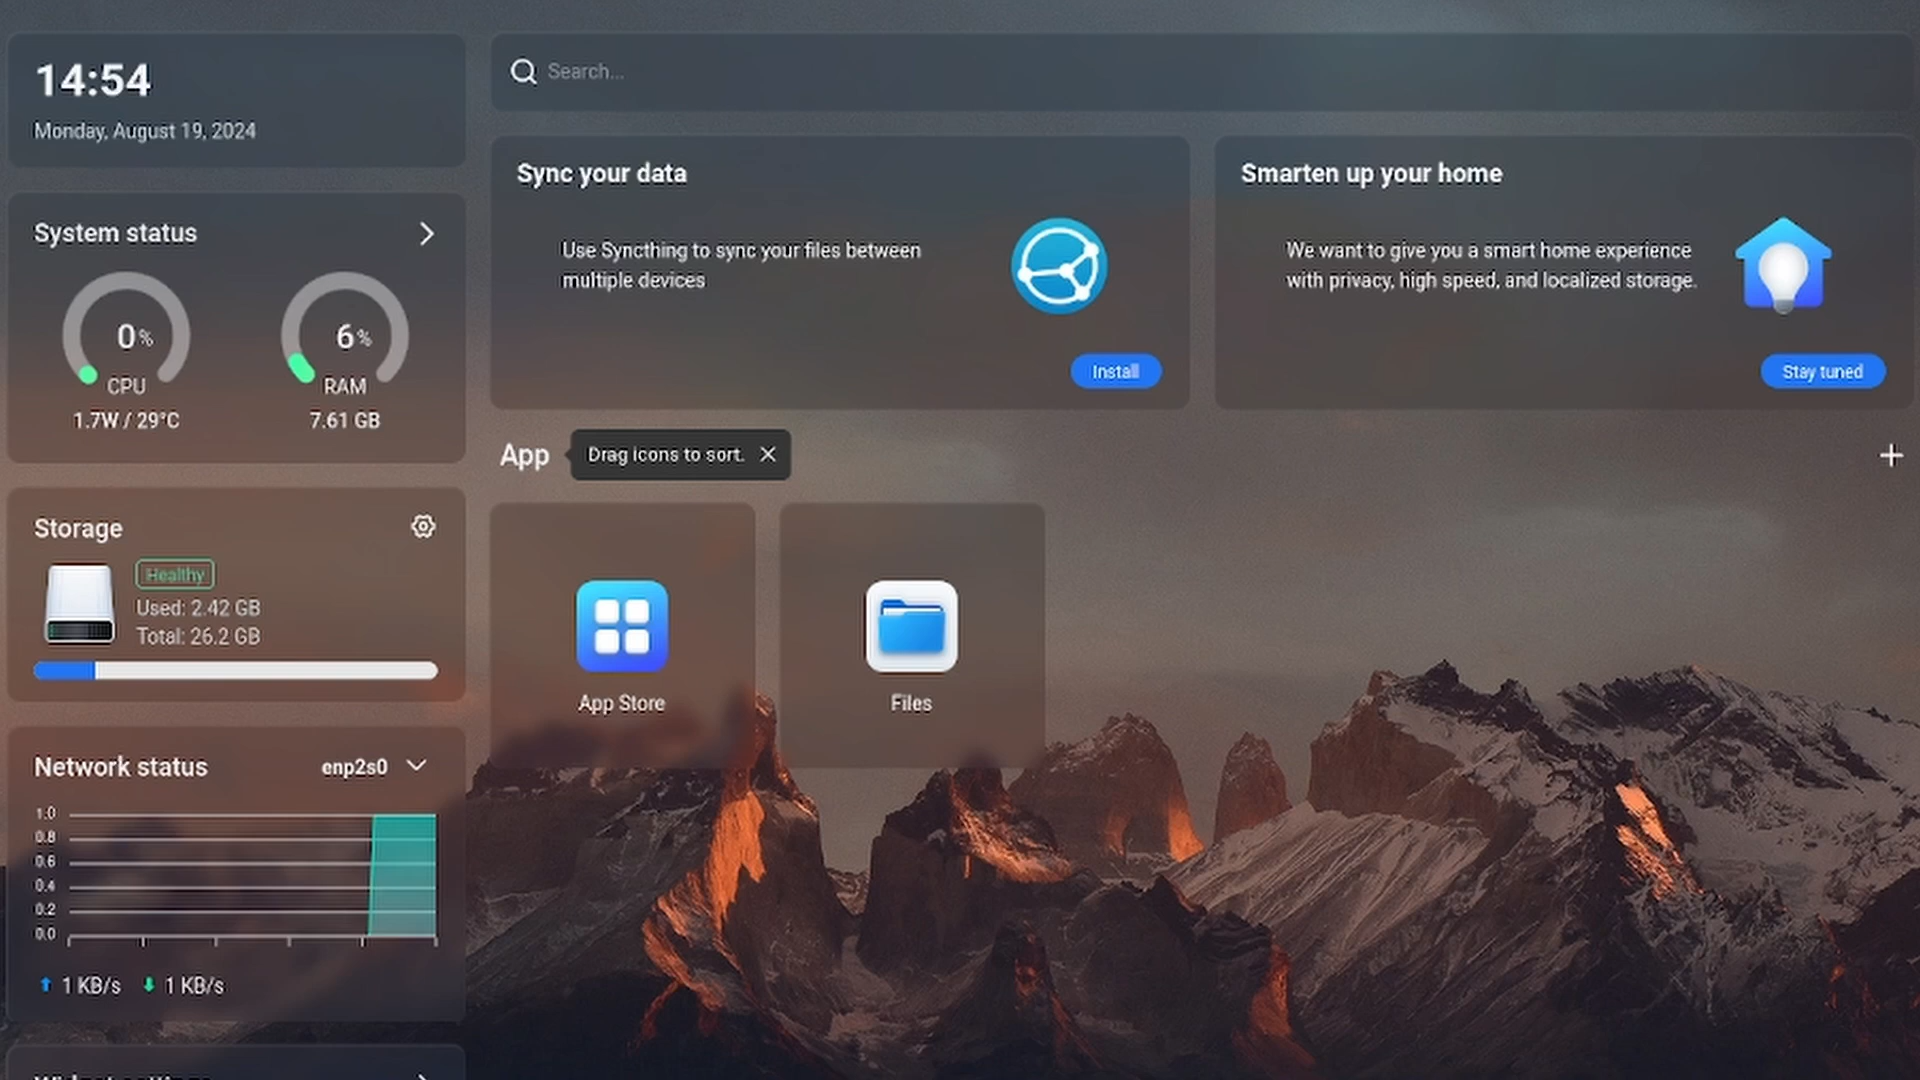 14:54
Monday, August 19, 2024
Search...
System status
0%
CPU
1.7W / 29°C
6%
RAM
7.61 GB
Storage
Healthy
Used: 2.42 GB
Total: 26.2 GB
Network status
enp2s0
1.0
0.8
0.6
0.4
0.2
0.0
1 KB/s
1 KB/s
Sync your data
Use Syncthing to sync your files between
multiple devices
Install
Smarten up your home
We want to give you a smart home experience
with privacy, high speed, and localized storage.
Stay tuned
App
Drag icons to sort.
App Store
Files